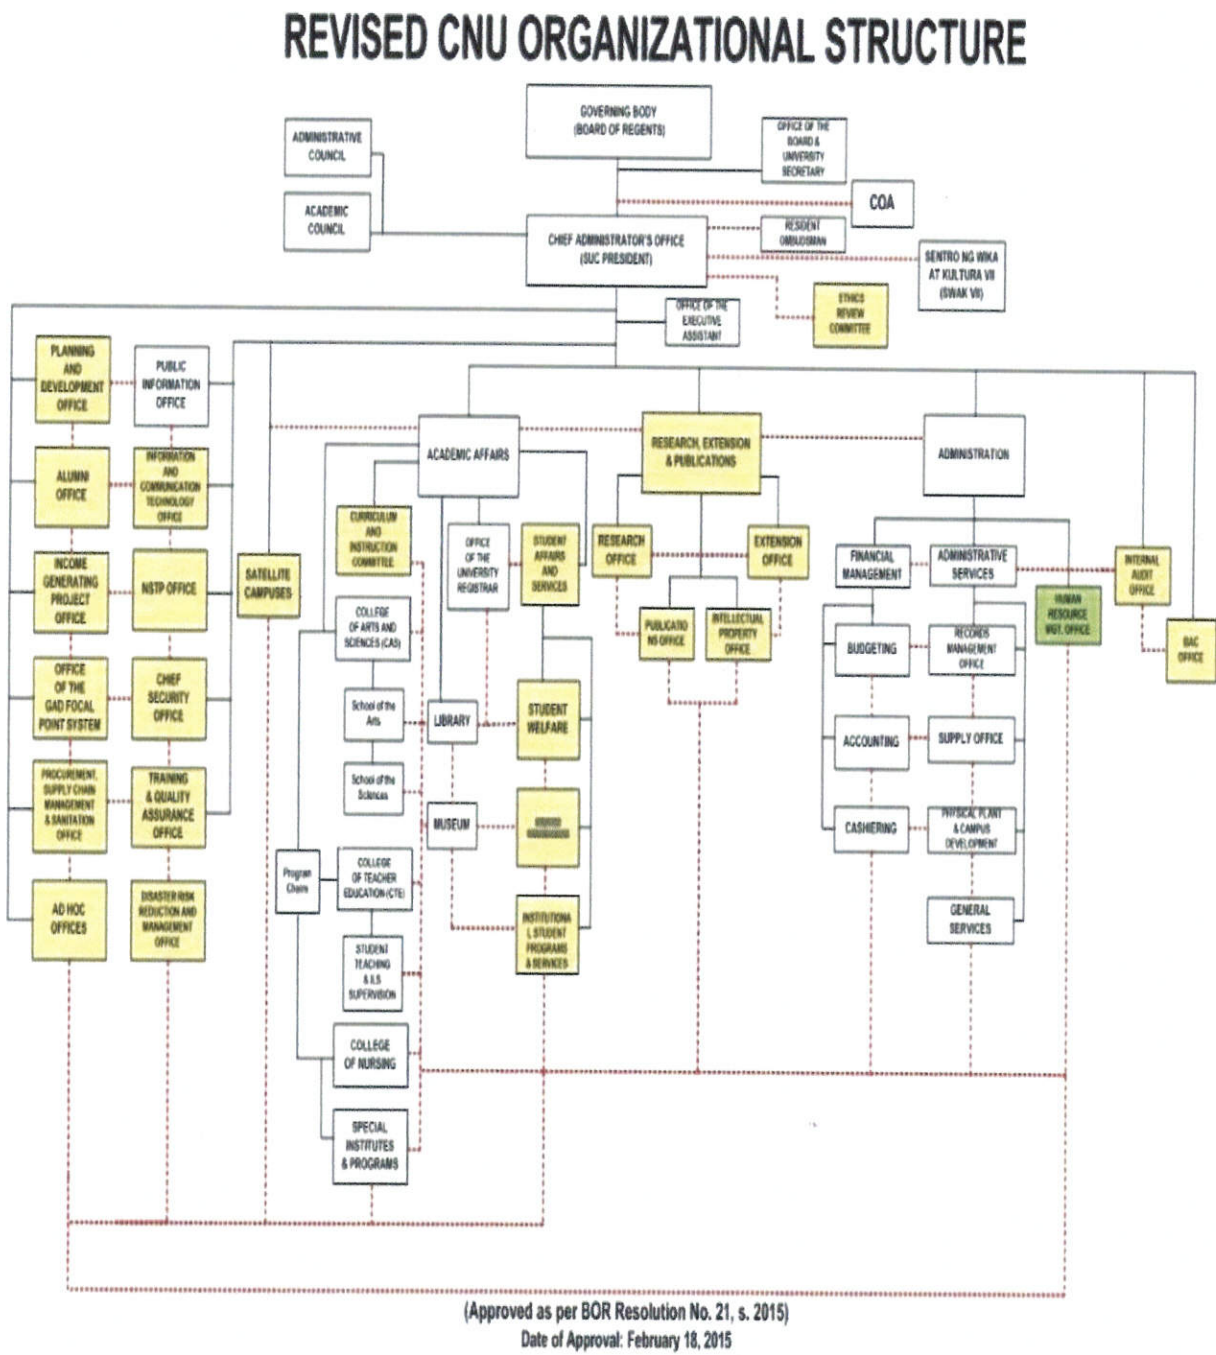 REVISED CNU ORGANIZATIONAL STRUCTURE
GOVERNING BODY
(BOARD OF REGENTS)
ADMINISTRATIVE
COUNCIL
OFFICE OF THE
BOARD &
UNIVERSITY
SECRETARY
ACADEMIC
COUNCIL
COA
CHIEF ADMINISTRATOR'S OFFICE
(SUC PRESIDENT)
RESIDENT
OMBUDSMAN
SENTRO NG WIKA
AT KULTURA VII
(SWAK VII)
ETHICS
REVIEW
COMMITTEE
OFFICE OF THE
EXECUTIVE
ASSISTANT
PLANNING
AND
DEVELOPMENT
OFFICE
PUBLIC
INFORMATION
OFFICE
ALUMNI
OFFICE
INFORMATION
AND
COMMUNICATION
TECHNOLOGY
OFFICE
INCOME
GENERATING
PROJECT
OFFICE
NSTP OFFICE
OFFICE
OF THE
GAD FOCAL
POINT SYSTEM
CHIEF
SECURITY
OFFICE
PROCUREMENT,
SUPPLY CHAIN
MANAGEMENT
& SANITATION
OFFICE
TRAINING
& QUALITY
ASSURANCE
OFFICE
AD HOC
OFFICES
DISASTER RISK
REDUCTION AND
MANAGEMENT
OFFICE
SATELLITE
CAMPUSES
ACADEMIC AFFAIRS
CURRICULUM
AND
INSTRUCTION
COMMITTEE
OFFICE
OF THE
UNIVERSITY
REGISTRAR
STUDENT
AFFAIRS
AND
SERVICES
COLLEGE
OF ARTS AND
SCIENCES (CAS)
School of the
Arts
School of the
Sciences
LIBRARY
MUSEUM
STUDENT
WELFARE
INSTITUTIONA
L STUDENT
PROGRAMS
& SERVICES
Program
Chairs
COLLEGE
OF TEACHER
EDUCATION (CTE)
STUDENT
TEACHING
& ILS
SUPERVISION
COLLEGE
OF NURSING
SPECIAL
INSTITUTES
& PROGRAMS
RESEARCH, EXTENSION
& PUBLICATIONS
RESEARCH
OFFICE
EXTENSION
OFFICE
PUBLICATIO
NS OFFICE
INTELLECTUAL
PROPERTY
OFFICE
ADMINISTRATION
FINANCIAL
MANAGEMENT
ADMINISTRATIVE
SERVICES
HUMAN
RESOURCE
MGT. OFFICE
INTERNAL
AUDIT
OFFICE
BAC
OFFICE
BUDGETING
RECORDS
MANAGEMENT
OFFICE
ACCOUNTING
SUPPLY OFFICE
CASHIERING
PHYSICAL PLANT
& CAMPUS
DEVELOPMENT
GENERAL
SERVICES
(Approved as per BOR Resolution No. 21, s. 2015)
Date of Approval: February 18, 2015